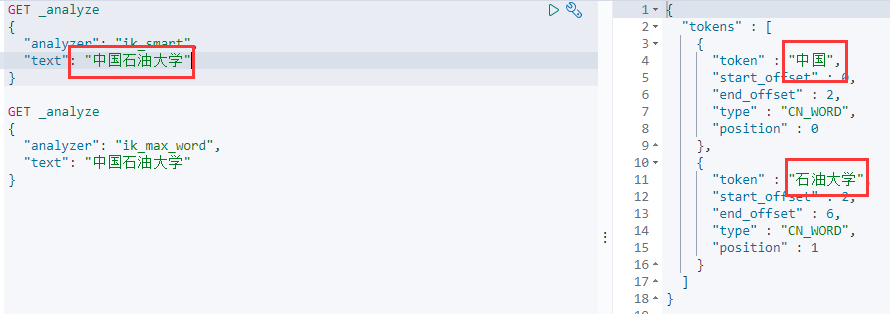 GET _analyze
{
  "analyzer": "ik_smart",
  "text": "中国石油大学"
}
GET _analyze
{
  "analyzer": "ik_max_word",
  "text": "中国石油大学"
}
1 {
2 "tokens" : [
3 {
4 "token" : "中国",
5 "start_offset" : 0,
6 "end_offset" : 2,
7 "type" : "CN_WORD",
8 "position" : 0
9 },
10 {
11 "token" : "石油大学",
12 "start_offset" : 2,
13 "end_offset" : 6,
14 "type" : "CN_WORD",
15 "position" : 1
16 }
17 ]
18 }